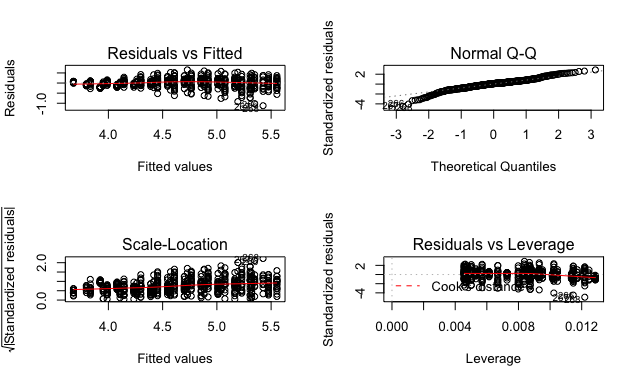 Residuals vs Fitted
Residuals
-1.0
4.0 4.5 5.0 5.5
Fitted values
Normal Q-Q
Standardized residuals
-4 2
-3 -2 -1 0 1 2 3
Theoretical Quantiles
Scale-Location
√|Standardized residuals|
0.0 2.0
4.0 4.5 5.0 5.5
Fitted values
Residuals vs Leverage
Standardized residuals
-4 2
Cook's distance
0.000 0.004 0.008 0.012
Leverage